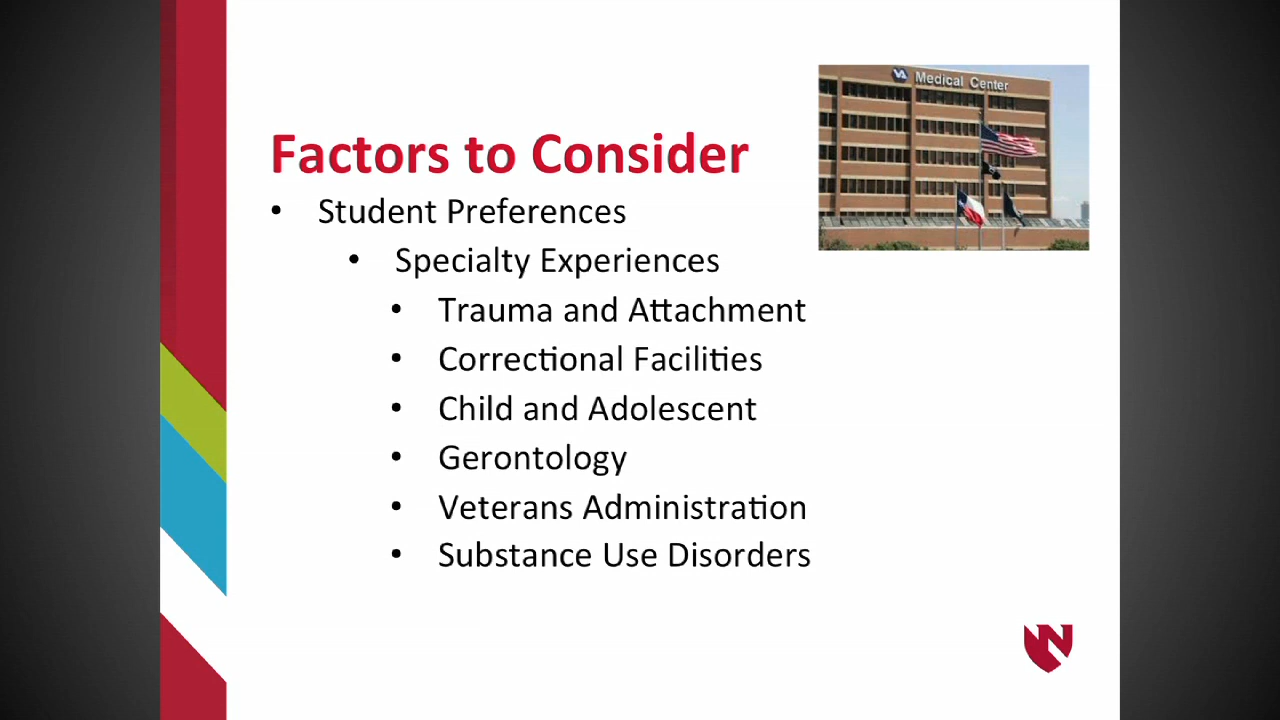 VA Medical Center
Factors to Consider
• Student Preferences
• Specialty Experiences
• Trauma and Attachment
• Correctional Facilities
• Child and Adolescent
• Gerontology
• Veterans Administration
• Substance Use Disorders
N